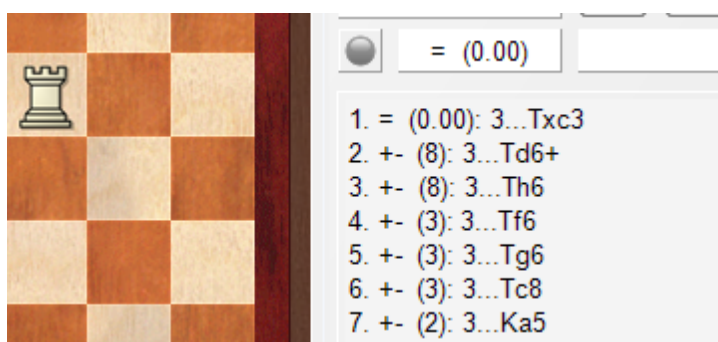 = (0.00)
1. = (0.00): 3...Txc3
2. +- (8): 3...Td6+
3. +- (8): 3...Th6
4. +- (3): 3...Tf6
5. +- (3): 3...Tg6
6. +- (3): 3...Tc8
7. +- (2): 3...Ka5